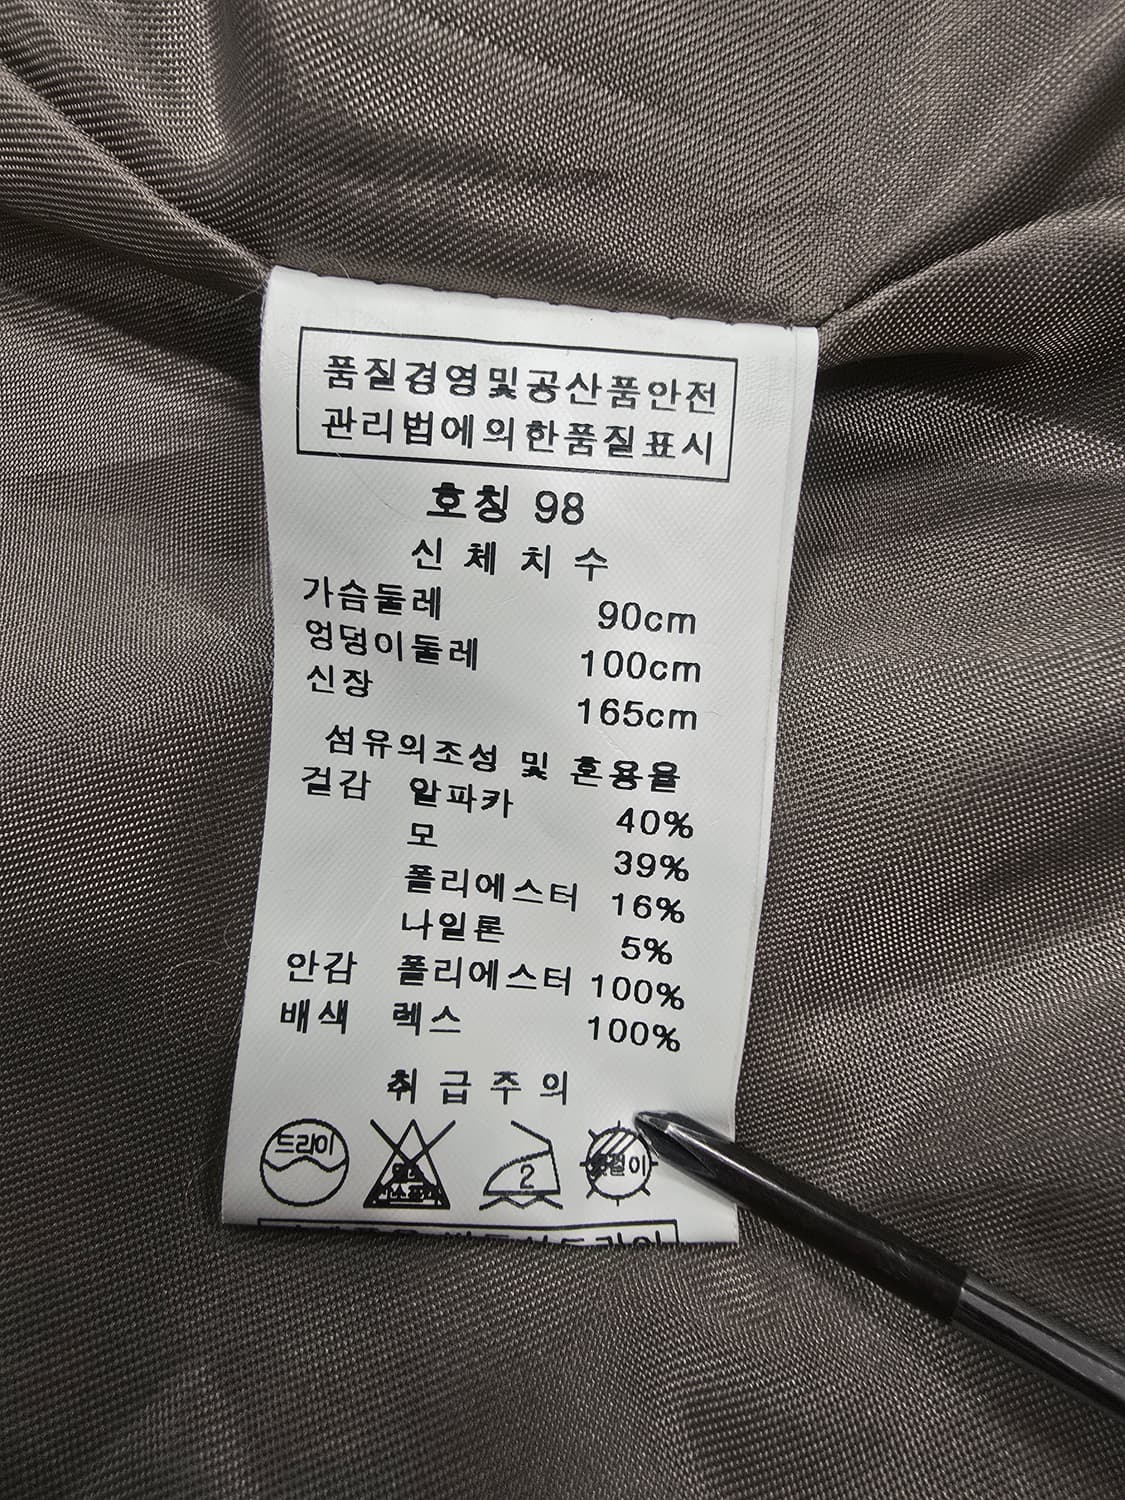 품질경영및공산품안전
관리법에의한품질표시
호칭 98
신체치수
가슴둘레 90cm
엉덩이둘레 100cm
신장 165cm
섬유의조성 및 혼용율
걸감 알파카 40%
모 39%
폴리에스터 16%
나일론 5%
안감 폴리에스터 100%
배색 렉스 100%
취급주의
드라이
2